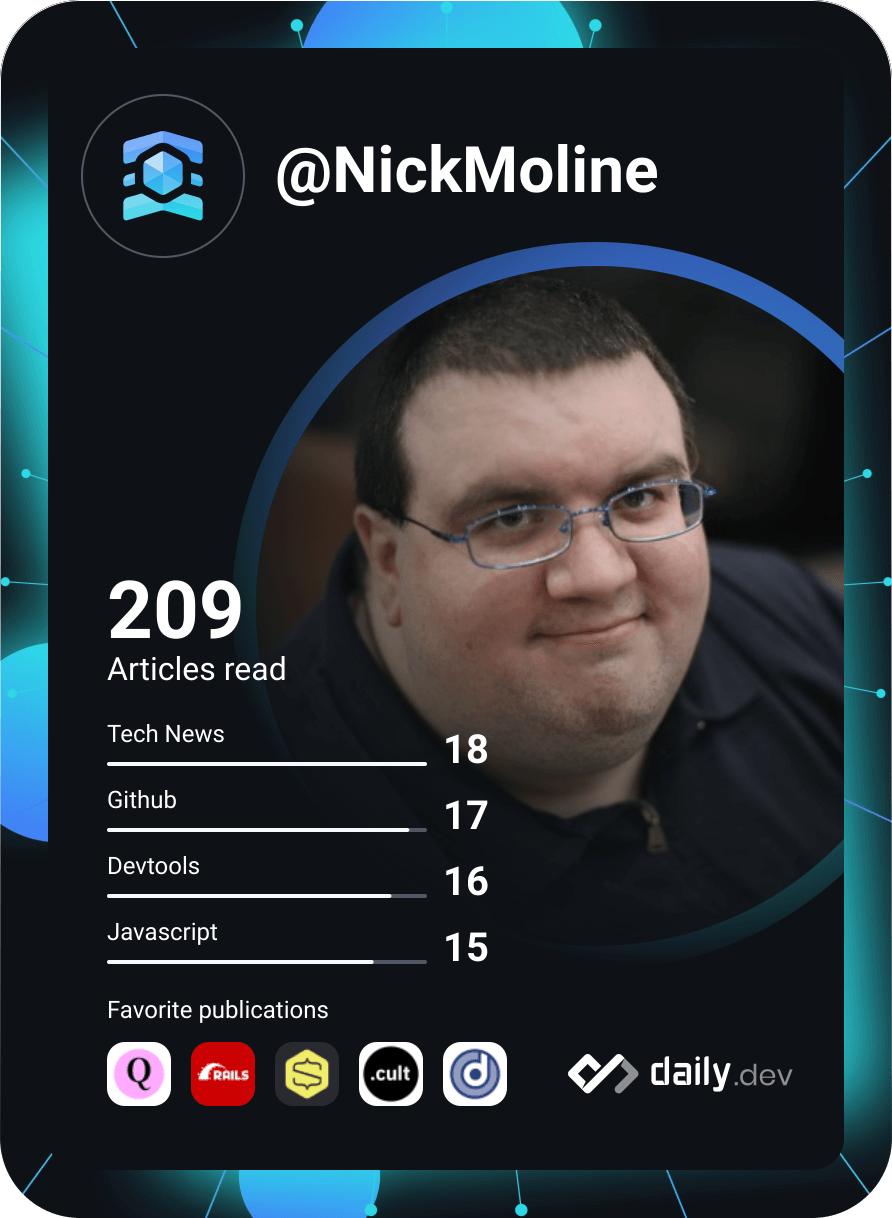 @NickMoline
209
Articles read
Tech News 18
Github 17
Devtools 16
Javascript 15
Favorite publications
Q RAILS S .cult d
daily.dev